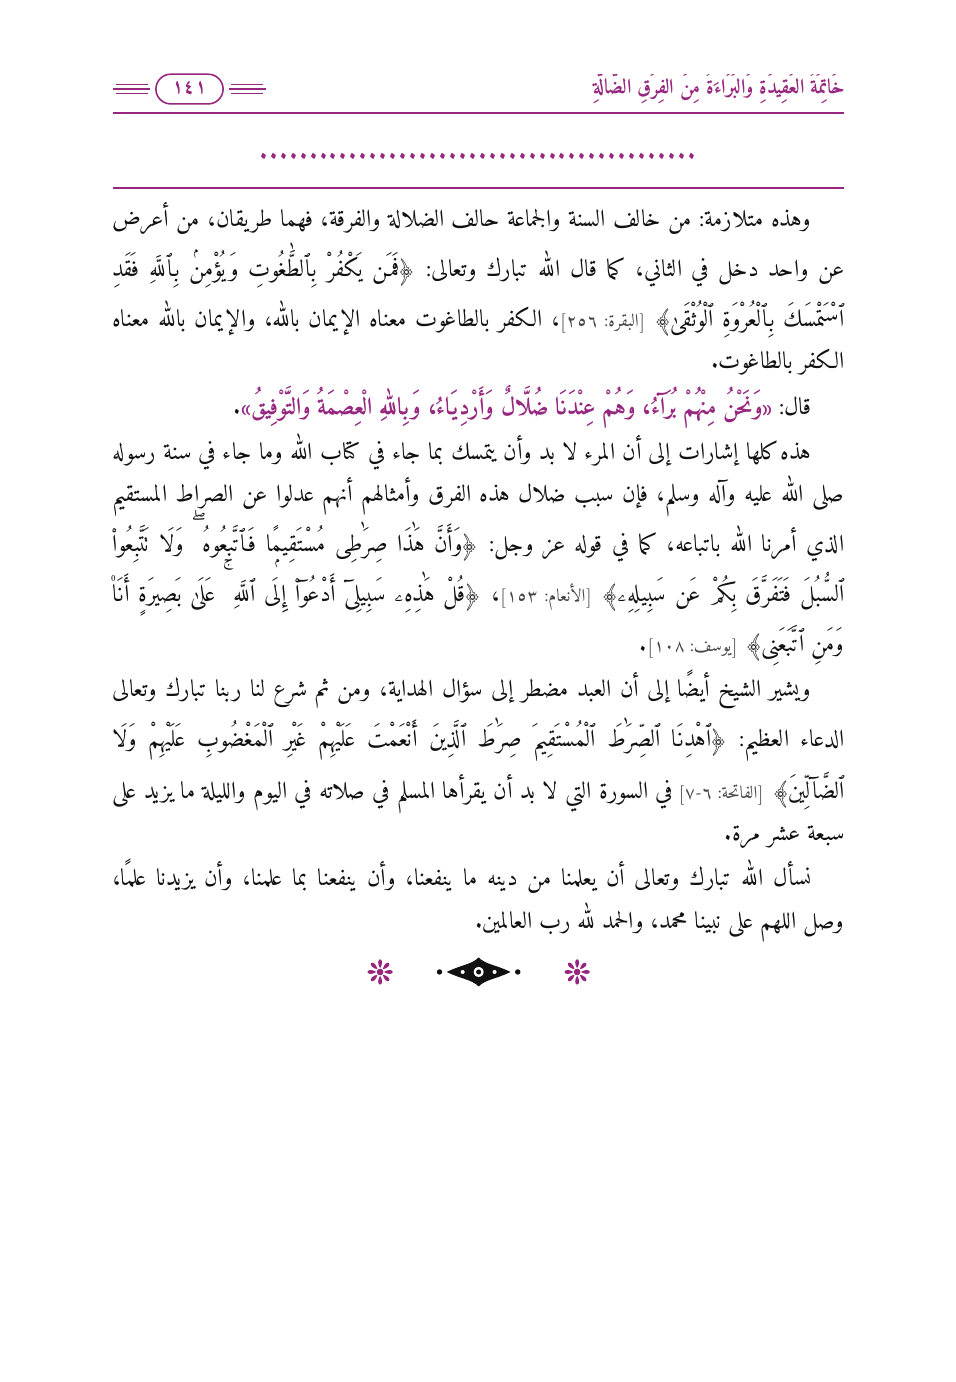 خَاتِمَةَ العَقِيدَةِ وَالبَرَاءَةَ مِنَ الفِرَقِ الضَّالَّةِ
١٤١
وهذه متلازمة: من خالف السنة والجماعة حالف الضلالة والفرقة، فهما طريقان، من أعرض
عن واحد دخل في الثاني، كما قال الله تبارك وتعالى: ﴿فَمَن يَكْفُرْ بِٱلطَّٰغُوتِ وَيُؤْمِنۢ بِٱللَّهِ فَقَدِ
ٱسْتَمْسَكَ بِٱلْعُرْوَةِ ٱلْوُثْقَىٰ﴾ [البقرة: ٢٥٦]، الكفر بالطاغوت معناه الإيمان بالله، والإيمان بالله معناه
الكفر بالطاغوت.
قال: «وَنَحْنُ مِنْهُمْ بُرَآءُ، وَهُمْ عِنْدَنَا ضُلَّالٌ وَأَرْدِيَاءُ، وَبِاللهِ الْعِصْمَةُ وَالتَّوْفِيقُ».
هذه كلها إشارات إلى أن المرء لا بد وأن يتمسك بما جاء في كتاب الله وما جاء في سنة رسوله
صلى الله عليه وآله وسلم، فإن سبب ضلال هذه الفرق وأمثالهم أنهم عدلوا عن الصراط المستقيم
الذي أمرنا الله باتباعه، كما في قوله عز وجل: ﴿وَأَنَّ هَٰذَا صِرَٰطِى مُسْتَقِيمًا فَٱتَّبِعُوهُ ۖ وَلَا تَتَّبِعُوا۟
ٱلسُّبُلَ فَتَفَرَّقَ بِكُمْ عَن سَبِيلِهِۦ﴾ [الأنعام: ١٥٣]، ﴿قُلْ هَٰذِهِۦ سَبِيلِىٓ أَدْعُوٓا۟ إِلَى ٱللَّهِ ۚ عَلَىٰ بَصِيرَةٍ أَنَا۠
وَمَنِ ٱتَّبَعَنِى﴾ [يوسف: ١٠٨].
ويشير الشيخ أيضًا إلى أن العبد مضطر إلى سؤال الهداية، ومن ثم شرع لنا ربنا تبارك وتعالى
الدعاء العظيم: ﴿ٱهْدِنَا ٱلصِّرَٰطَ ٱلْمُسْتَقِيمَ صِرَٰطَ ٱلَّذِينَ أَنْعَمْتَ عَلَيْهِمْ غَيْرِ ٱلْمَغْضُوبِ عَلَيْهِمْ وَلَا
ٱلضَّآلِّينَ﴾ [الفاتحة: ٦-٧] في السورة التي لا بد أن يقرأها المسلم في صلاته في اليوم والليلة ما يزيد على
سبعة عشر مرة.
نسأل الله تبارك وتعالى أن يعلمنا من دينه ما ينفعنا، وأن ينفعنا بما علمنا، وأن يزيدنا علمًا،
وصل اللهم على نبينا محمد، والحمد لله رب العالمين.